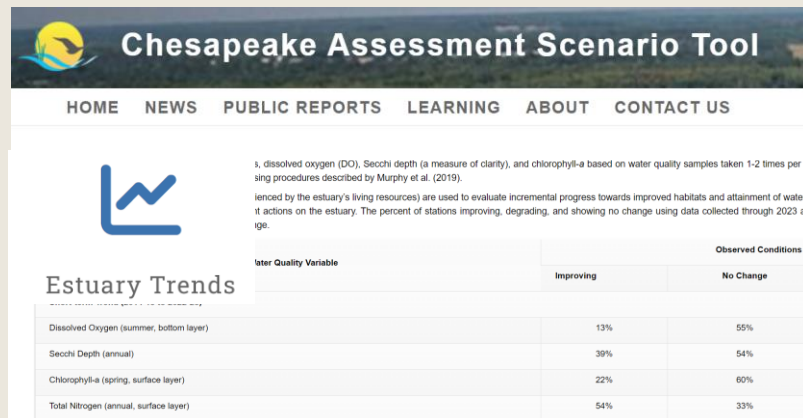 Chesapeake Assessment Scenario Tool
HOME NEWS PUBLIC REPORTS LEARNING ABOUT CONTACT US
, dissolved oxygen (DO), Secchi depth (a measure of clarity), and chlorophyll-a based on water quality samples taken 1-2 times per
sing procedures described by Murphy et al. (2019).
ienced by the estuary's living resources) are used to evaluate incremental progress towards improved habitats and attainment of wate
t actions on the estuary. The percent of stations improving, degrading, and showing no change using data collected through 2023 a
ge.
Estuary Trends
ater Quality Variable
Observed Conditions
Improving No Change
Dissolved Oxygen (summer, bottom layer) 13% 55%
Secchi Depth (annual) 39% 54%
Chlorophyll-a (spring, surface layer) 22% 60%
Total Nitrogen (annual, surface layer) 54% 33%